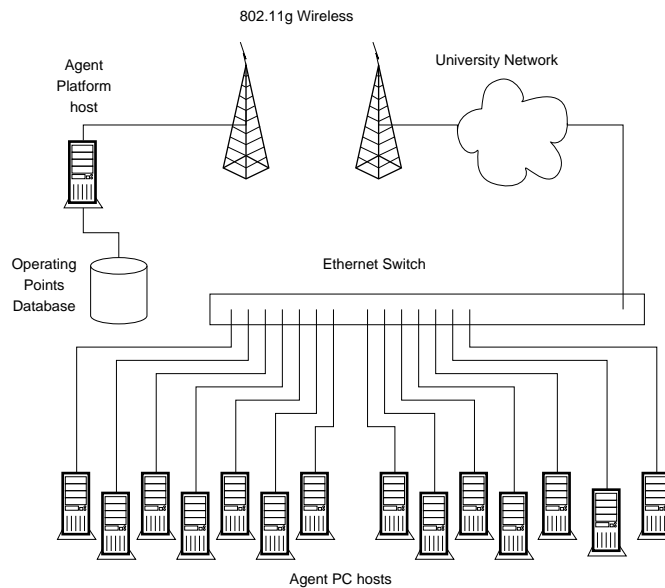 802.11g Wireless
Agent
Platform
host
University Network
Operating
Points
Database
Ethernet Switch
Agent PC hosts